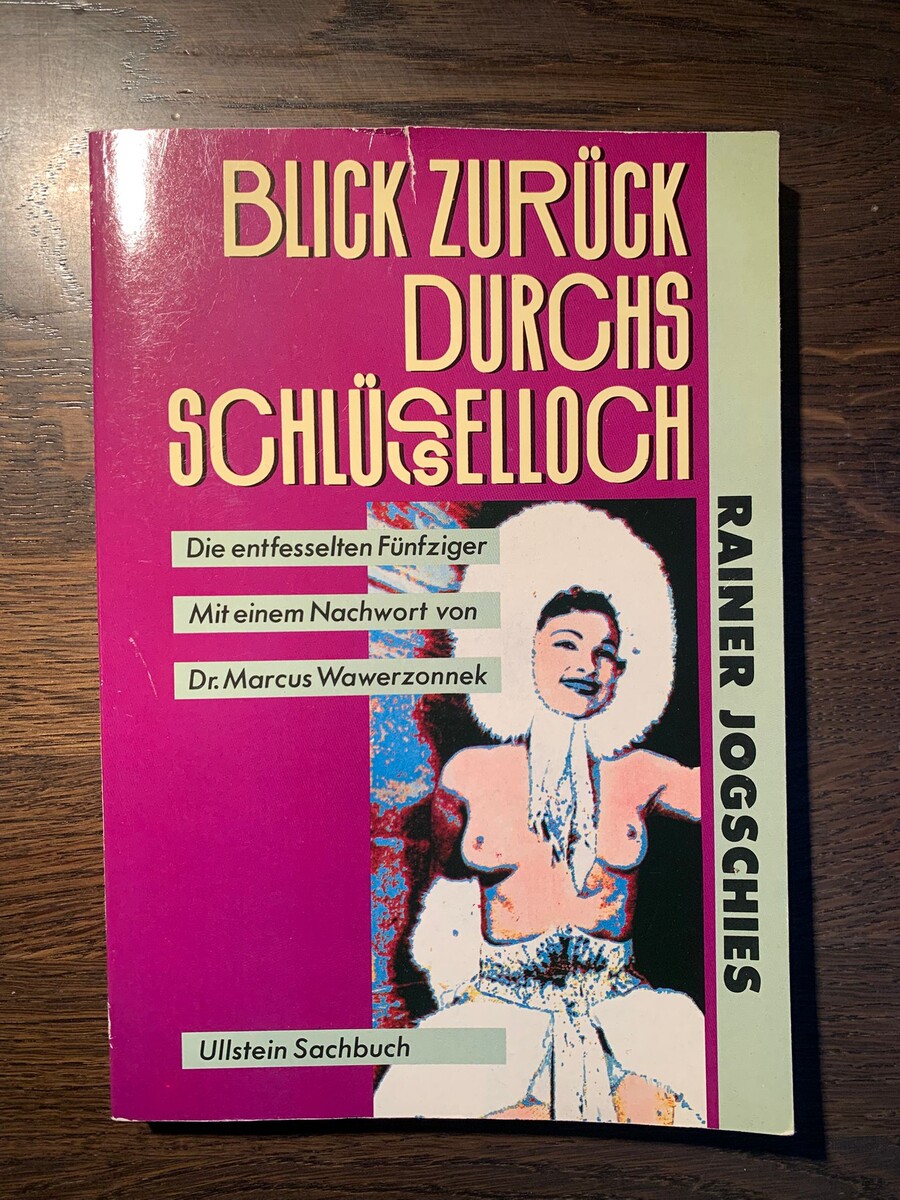 BLICK ZURÜCK
DURCHS
SCHLÜSSELLOCH
Die entfesselten Fünfziger
Mit einem Nachwort von
Dr. Marcus Wawerzonnek
RAINER JOGSCHIES
Ullstein Sachbuch